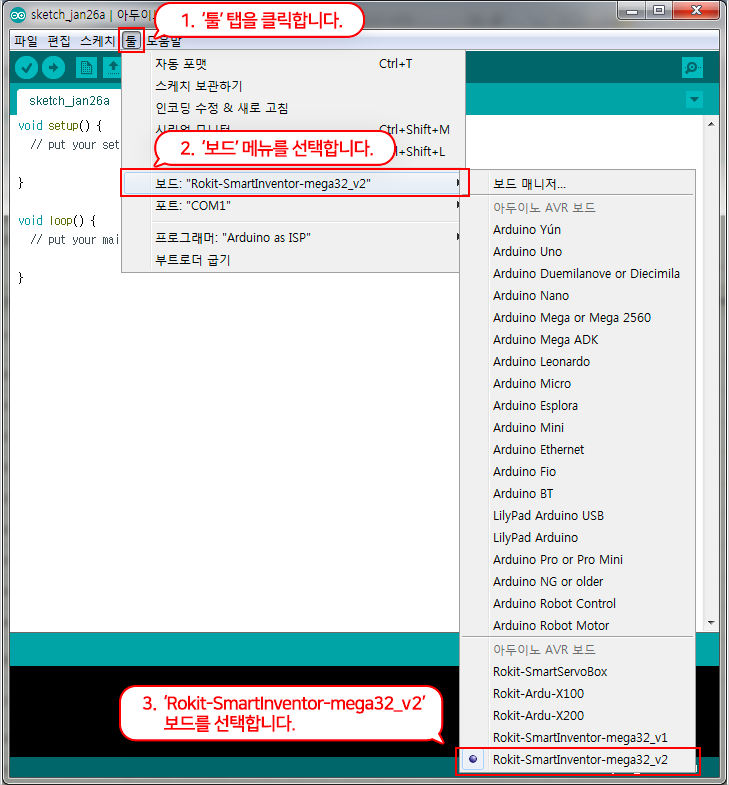 sketch_jan26a | 아두이노
1. '툴' 탭을 클릭합니다.
파일 편집 스케치 툴 도움말
sketch_jan26a
자동 포맷 Ctrl+T
스케치 보관하기
인코딩 수정 & 새로 고침
시리얼 모니터 Ctrl+Shift+M
2. '보드' 메뉴를 선택합니다.
Ctrl+Shift+L
보드: "Rokit-SmartInventor-mega32_v2"
포트: "COM1"
프로그래머: "Arduino as ISP"
부트로더 굽기
void setup() {
// put your set
}
void loop() {
// put your mai
}
보드 매니저...
아두이노 AVR 보드
Arduino Yún
Arduino Uno
Arduino Duemilanove or Diecimila
Arduino Nano
Arduino Mega or Mega 2560
Arduino Mega ADK
Arduino Leonardo
Arduino Micro
Arduino Esplora
Arduino Mini
Arduino Ethernet
Arduino Fio
Arduino BT
LilyPad Arduino USB
LilyPad Arduino
Arduino Pro or Pro Mini
Arduino NG or older
Arduino Robot Control
Arduino Robot Motor
아두이노 AVR 보드
Rokit-SmartServoBox
Rokit-Ardu-X100
Rokit-Ardu-X200
Rokit-SmartInventor-mega32_v1
Rokit-SmartInventor-mega32_v2
3. 'Rokit-SmartInventor-mega32_v2'
보드를 선택합니다.